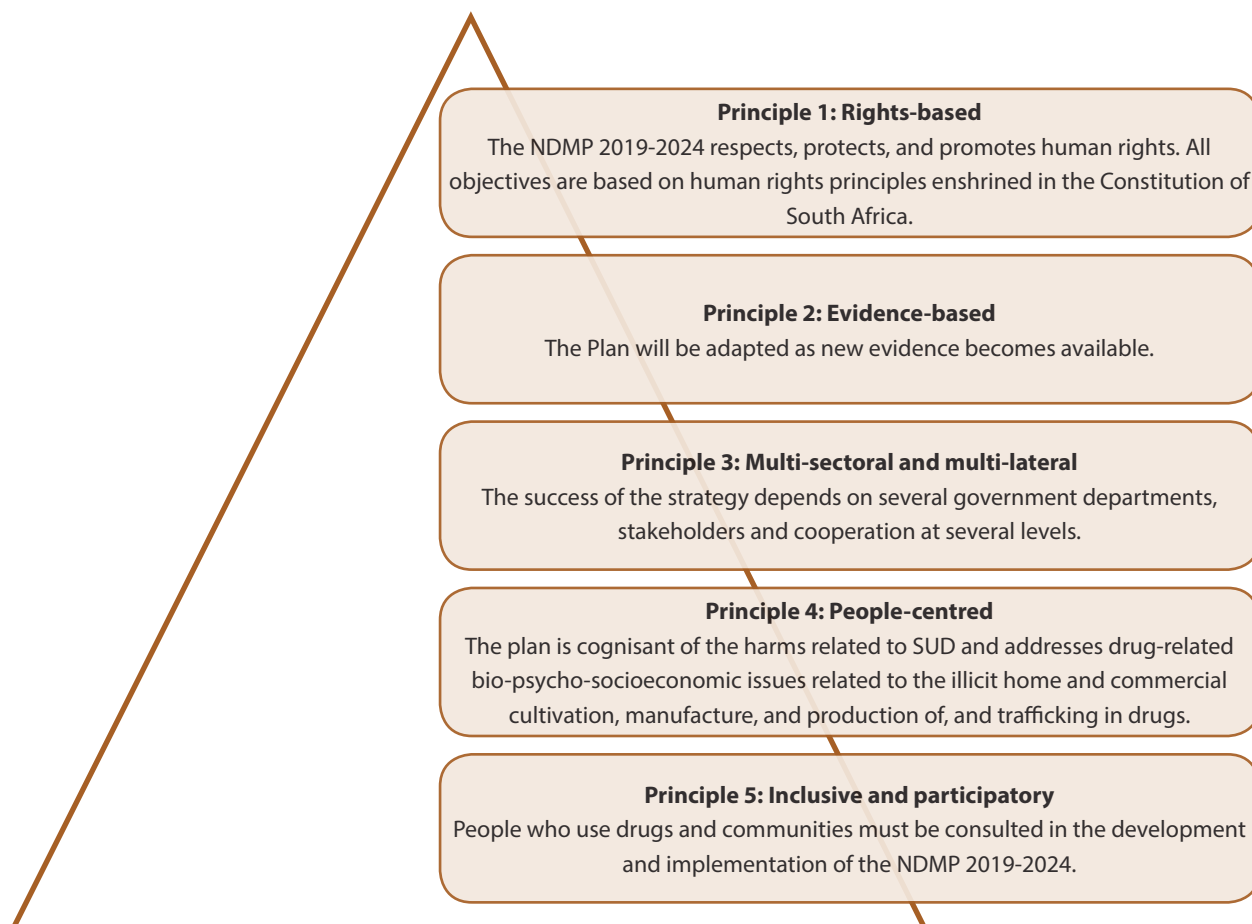 Principle 1: Rights-based
The NDMP 2019-2024 respects, protects, and promotes human rights. All
objectives are based on human rights principles enshrined in the Constitution of
South Africa.
Principle 2: Evidence-based
The Plan will be adapted as new evidence becomes available.
Principle 3: Multi-sectoral and multi-lateral
The success of the strategy depends on several government departments,
stakeholders and cooperation at several levels.
Principle 4: People-centred
The plan is cognisant of the harms related to SUD and addresses drug-related
bio-psycho-socioeconomic issues related to the illicit home and commercial
cultivation, manufacture, and production of, and trafficking in drugs.
Principle 5: Inclusive and participatory
People who use drugs and communities must be consulted in the development
and implementation of the NDMP 2019-2024.